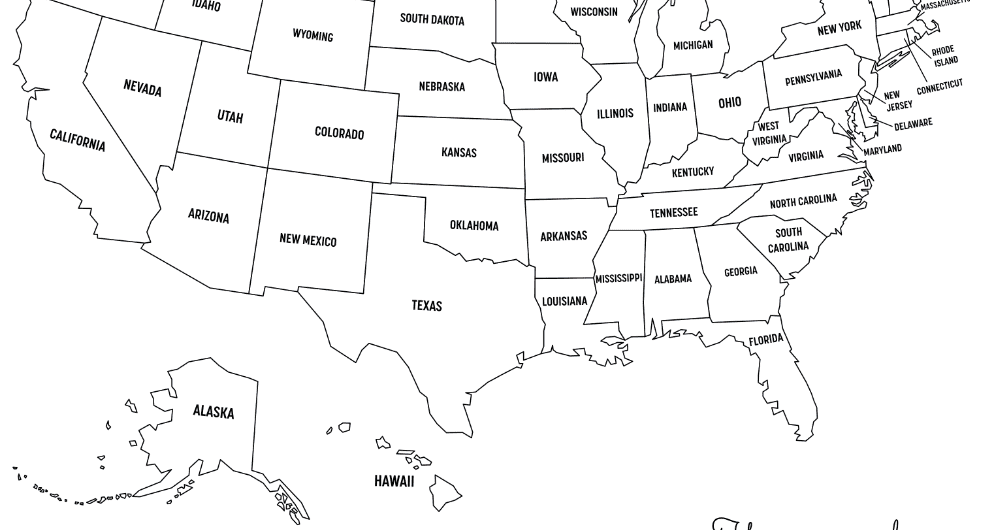 IDAHO
WISCONSIN
MASSACHUSETTS
SOUTH DAKOTA
NEW YORK
WYOMING
MICHIGAN
RHODE
ISLAND
IOWA
PENNSYLVANIA
NEBRASKA
NEVADA
CONNECTICUT
NEW
JERSEY
INDIANA
OHIO
ILLINOIS
UTAH
DELAWARE
WEST
VIRGINIA
COLORADO
CALIFORNIA
MARYLAND
KANSAS
MISSOURI
VIRGINIA
KENTUCKY
NORTH CAROLINA
ARIZONA
TENNESSEE
OKLAHOMA
NEW MEXICO
ARKANSAS
SOUTH
CAROLINA
GEORGIA
MISSISSIPPI
ALABAMA
LOUISIANA
TEXAS
FLORIDA
ALASKA
HAWAII